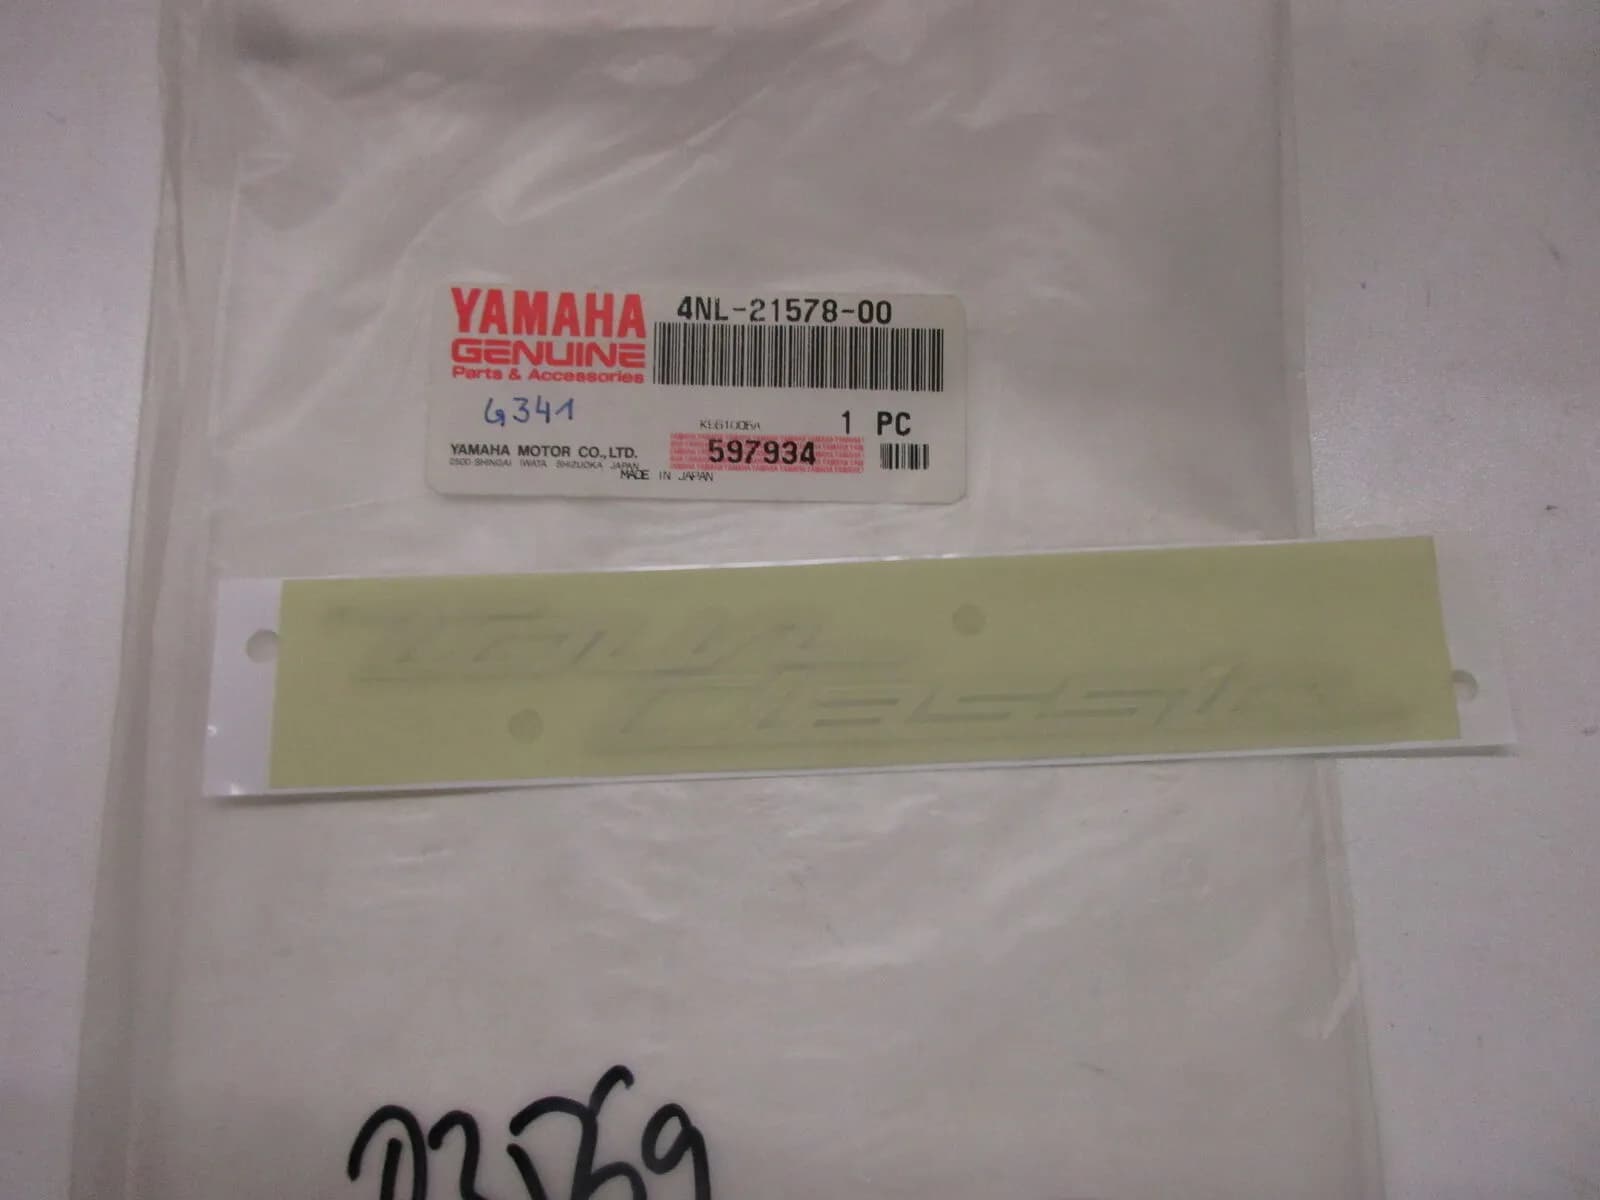 YAMAHA
GENUINE
Parts & Accessories
4NL-21578-00
G341
1 PC
YAMAHA MOTOR CO., LTD.
2500 SHINGAI IWATA SHIZUOKA JAPAN
597934
MADE IN JAPAN
Town
Classic